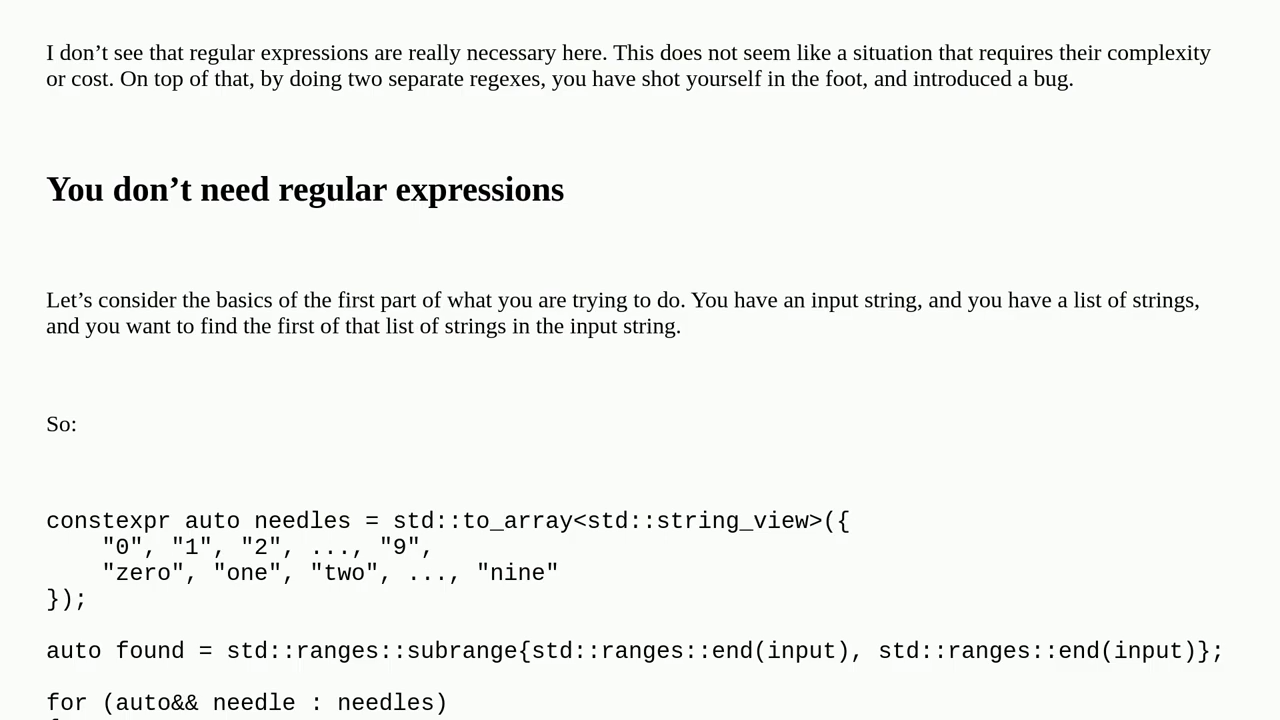 I don’t see that regular expressions are really necessary here. This does not seem like a situation that requires their complexity
or cost. On top of that, by doing two separate regexes, you have shot yourself in the foot, and introduced a bug.
You don’t need regular expressions
Let’s consider the basics of the first part of what you are trying to do. You have an input string, and you have a list of strings,
and you want to find the first of that list of strings in the input string.
So:
constexpr auto needles = std::to_array<std::string_view>({
    "0", "1", "2", ..., "9",
    "zero", "one", "two", ..., "nine"
});
auto found = std::ranges::subrange{std::ranges::end(input), std::ranges::end(input)};
for (auto&& needle : needles)